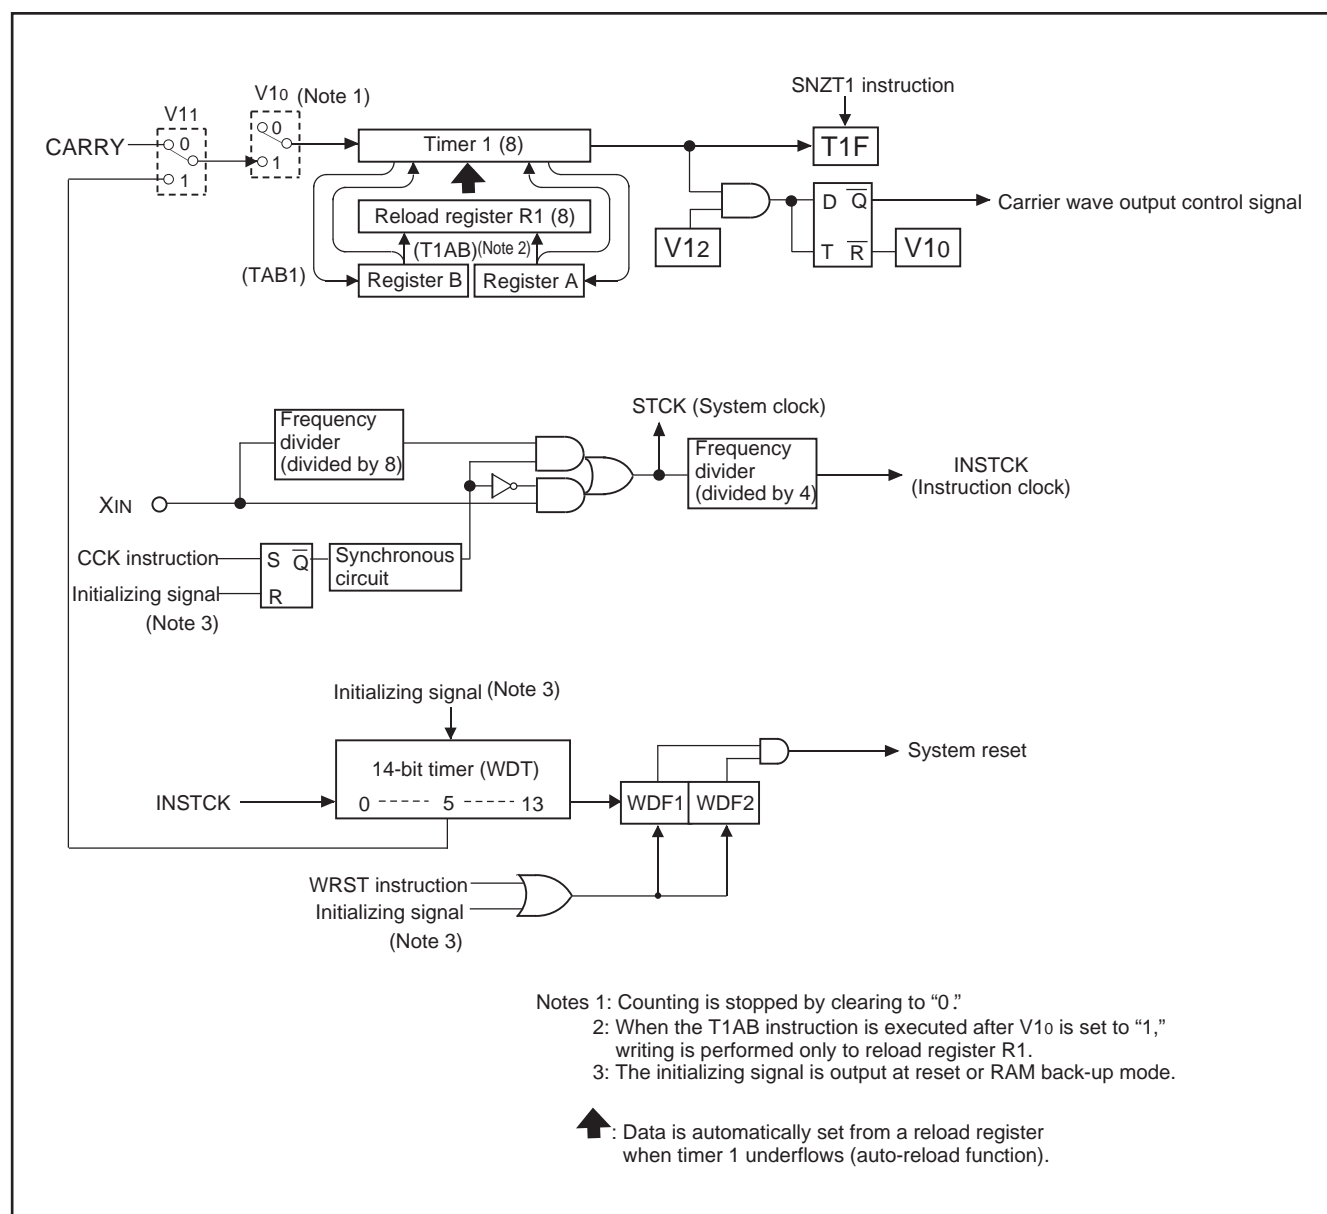 SNZT1 instruction
V10 (Note 1)
V11
0
1
0
1
CARRY
Timer 1 (8)
T1F
Reload register R1 (8)
D Q
T R
Carrier wave output control signal
V12
V10
(T1AB)(Note 2)
(TAB1)
Register B
Register A
STCK (System clock)
Frequency
divider
(divided by 8)
Frequency
divider
(divided by 4)
INSTCK
(Instruction clock)
XIN
CCK instruction
S Q
R
Synchronous
circuit
Initializing signal
(Note 3)
Initializing signal (Note 3)
14-bit timer (WDT)
0 ----- 5 ----- 13
INSTCK
WDF1
WDF2
System reset
WRST instruction
Initializing signal
(Note 3)
Notes 1: Counting is stopped by clearing to “0.”
2: When the T1AB instruction is executed after V10 is set to “1,”
writing is performed only to reload register R1.
3: The initializing signal is output at reset or RAM back-up mode.
: Data is automatically set from a reload register
when timer 1 underflows (auto-reload function).